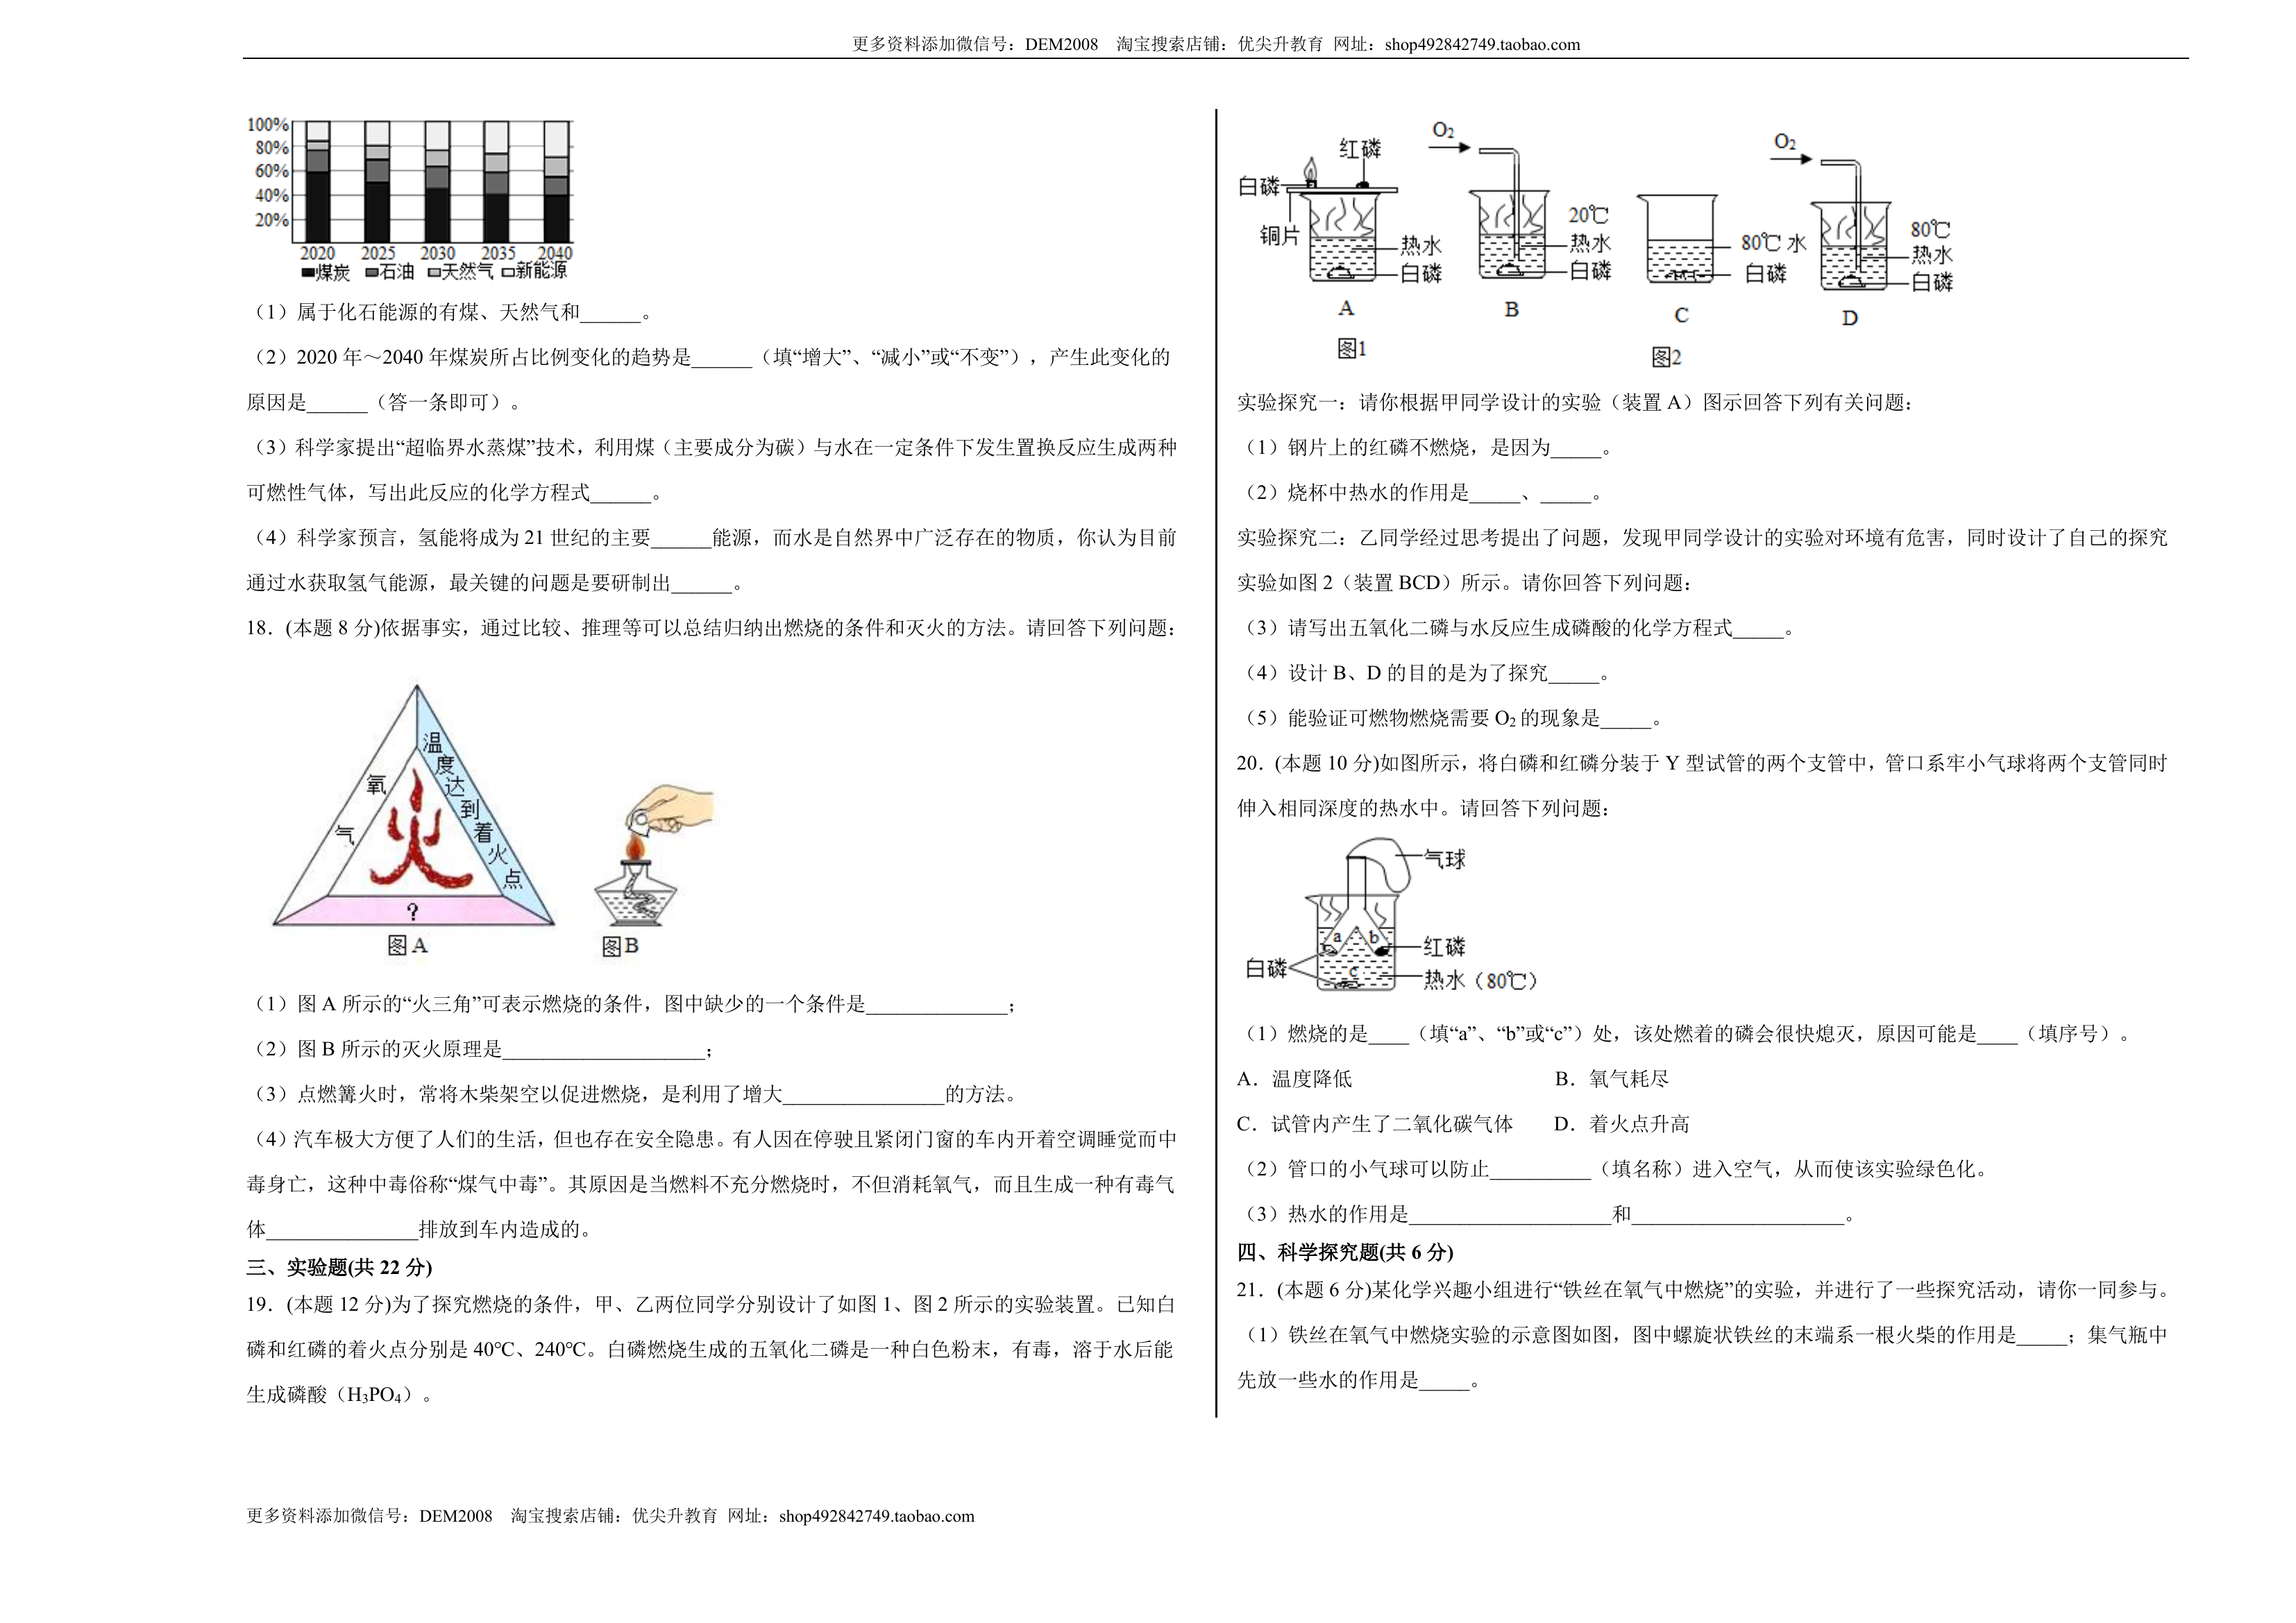 更多资料添加微信号：DEM2008    淘宝搜索店铺：优尖升教育  网址：shop492842749.taobao.com
100%
80%
60%
40%
20%
2020 2025 2030 2035 2040
煤炭 石油 天然气 新能源
（1）属于化石能源的有煤、天然气和______。
（2）2020 年～2040 年煤炭所占比例变化的趋势是______（填“增大”、“减小”或“不变”），产生此变化的
原因是______（答一条即可）。
（3）科学家提出“超临界水蒸煤”技术，利用煤（主要成分为碳）与水在一定条件下发生置换反应生成两种
可燃性气体，写出此反应的化学方程式______。
（4）科学家预言，氢能将成为 21 世纪的主要______能源，而水是自然界中广泛存在的物质，你认为目前
通过水获取氢气能源，最关键的问题是要研制出______。
18．(本题 8 分)依据事实，通过比较、推理等可以总结归纳出燃烧的条件和灭火的方法。请回答下列问题：
氧气
温度达到着火点
火
?
图A
图B
（1）图 A 所示的“火三角”可表示燃烧的条件，图中缺少的一个条件是______________；
（2）图 B 所示的灭火原理是____________________；
（3）点燃篝火时，常将木柴架空以促进燃烧，是利用了增大________________的方法。
（4）汽车极大方便了人们的生活，但也存在安全隐患。有人因在停驶且紧闭门窗的车内开着空调睡觉而中
毒身亡，这种中毒俗称“煤气中毒”。其原因是当燃料不充分燃烧时，不但消耗氧气，而且生成一种有毒气
体_______________排放到车内造成的。
三、实验题(共 22 分)
19．(本题 12 分)为了探究燃烧的条件，甲、乙两位同学分别设计了如图 1、图 2 所示的实验装置。已知白
磷和红磷的着火点分别是 40℃、240℃。白磷燃烧生成的五氧化二磷是一种白色粉末，有毒，溶于水后能
生成磷酸（H₃PO₄）。
白磷
红磷
铜片
热水
白磷
A
图1
O₂
20℃
热水
白磷
B
80℃ 水
白磷
C
O₂
80℃
热水
白磷
D
图2
实验探究一：请你根据甲同学设计的实验（装置 A）图示回答下列有关问题：
（1）钢片上的红磷不燃烧，是因为_____。
（2）烧杯中热水的作用是_____、_____。
实验探究二：乙同学经过思考提出了问题，发现甲同学设计的实验对环境有危害，同时设计了自己的探究
实验如图 2（装置 BCD）所示。请你回答下列问题：
（3）请写出五氧化二磷与水反应生成磷酸的化学方程式_____。
（4）设计 B、D 的目的是为了探究_____。
（5）能验证可燃物燃烧需要 O₂ 的现象是_____。
20．(本题 10 分)如图所示，将白磷和红磷分装于 Y 型试管的两个支管中，管口系牢小气球将两个支管同时
伸入相同深度的热水中。请回答下列问题：
气球
a
b
c
红磷
白磷
热水（80℃）
（1）燃烧的是____（填“a”、“b”或“c”）处，该处燃着的磷会很快熄灭，原因可能是____（填序号）。
A．温度降低    B．氧气耗尽
C．试管内产生了二氧化碳气体    D．着火点升高
（2）管口的小气球可以防止__________（填名称）进入空气，从而使该实验绿色化。
（3）热水的作用是____________________和_____________________。
四、科学探究题(共 6 分)
21．(本题 6 分)某化学兴趣小组进行“铁丝在氧气中燃烧”的实验，并进行了一些探究活动，请你一同参与。
（1）铁丝在氧气中燃烧实验的示意图如图，图中螺旋状铁丝的末端系一根火柴的作用是_____；集气瓶中
先放一些水的作用是_____。
更多资料添加微信号：DEM2008    淘宝搜索店铺：优尖升教育  网址：shop492842749.taobao.com